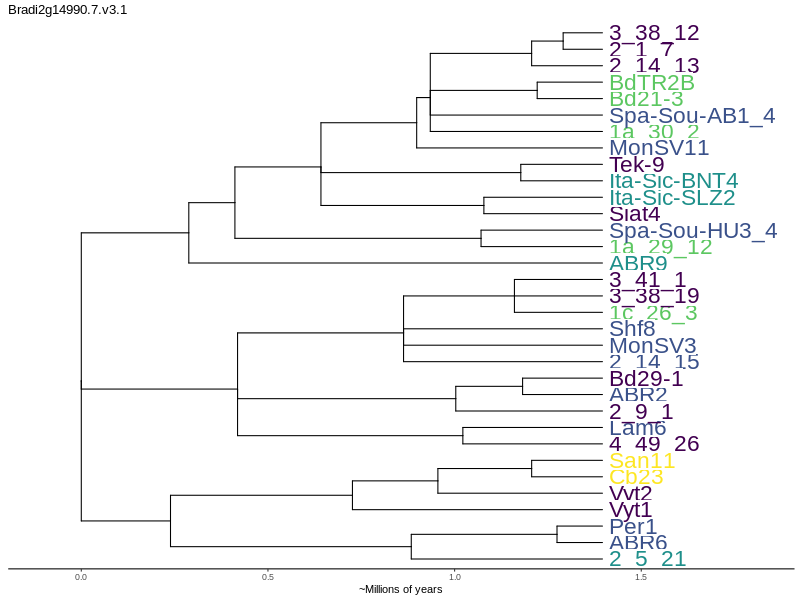 Bradi2g14990.7.v3.1
3_38_12
2_1_7
2_14_13
BdTR2B
Bd21-3
Spa-Sou-AB1_4
1a_30_2
MonSV11
Tek-9
Ita-Sic-BNT4
Ita-Sic-SLZ2
Siat4
Spa-Sou-HU3_4
1a_29_12
ABR9
3_41_1
3_38_19
1c_26_3
Shf8
MonSV3
2_14_15
Bd29-1
ABR2
2_9_1
Lam6
4_49_26
San11
Cb23
Vyt2
Vyt1
Per1
ABR6
2_5_21
0.0 0.5 1.0 1.5
~Millions of years